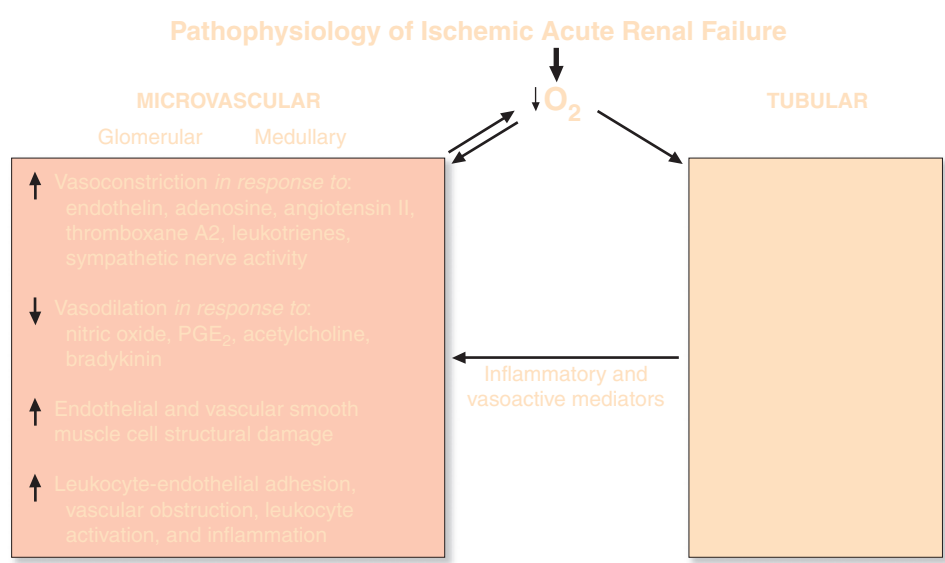 Pathophysiology of Ischemic Acute Renal Failure
MICROVASCULAR
Glomerular Medullary
↓O₂
TUBULAR
↑ Vasoconstriction in response to:
endothelin, adenosine, angiotensin II,
thromboxane A2, leukotrienes,
sympathetic nerve activity
↓ Vasodilation in response to:
nitric oxide, PGE₂, acetylcholine,
bradykinin
↑ Endothelial and vascular smooth
muscle cell structural damage
↑ Leukocyte-endothelial adhesion,
vascular obstruction, leukocyte
activation, and inflammation
Inflammatory and
vasoactive mediators